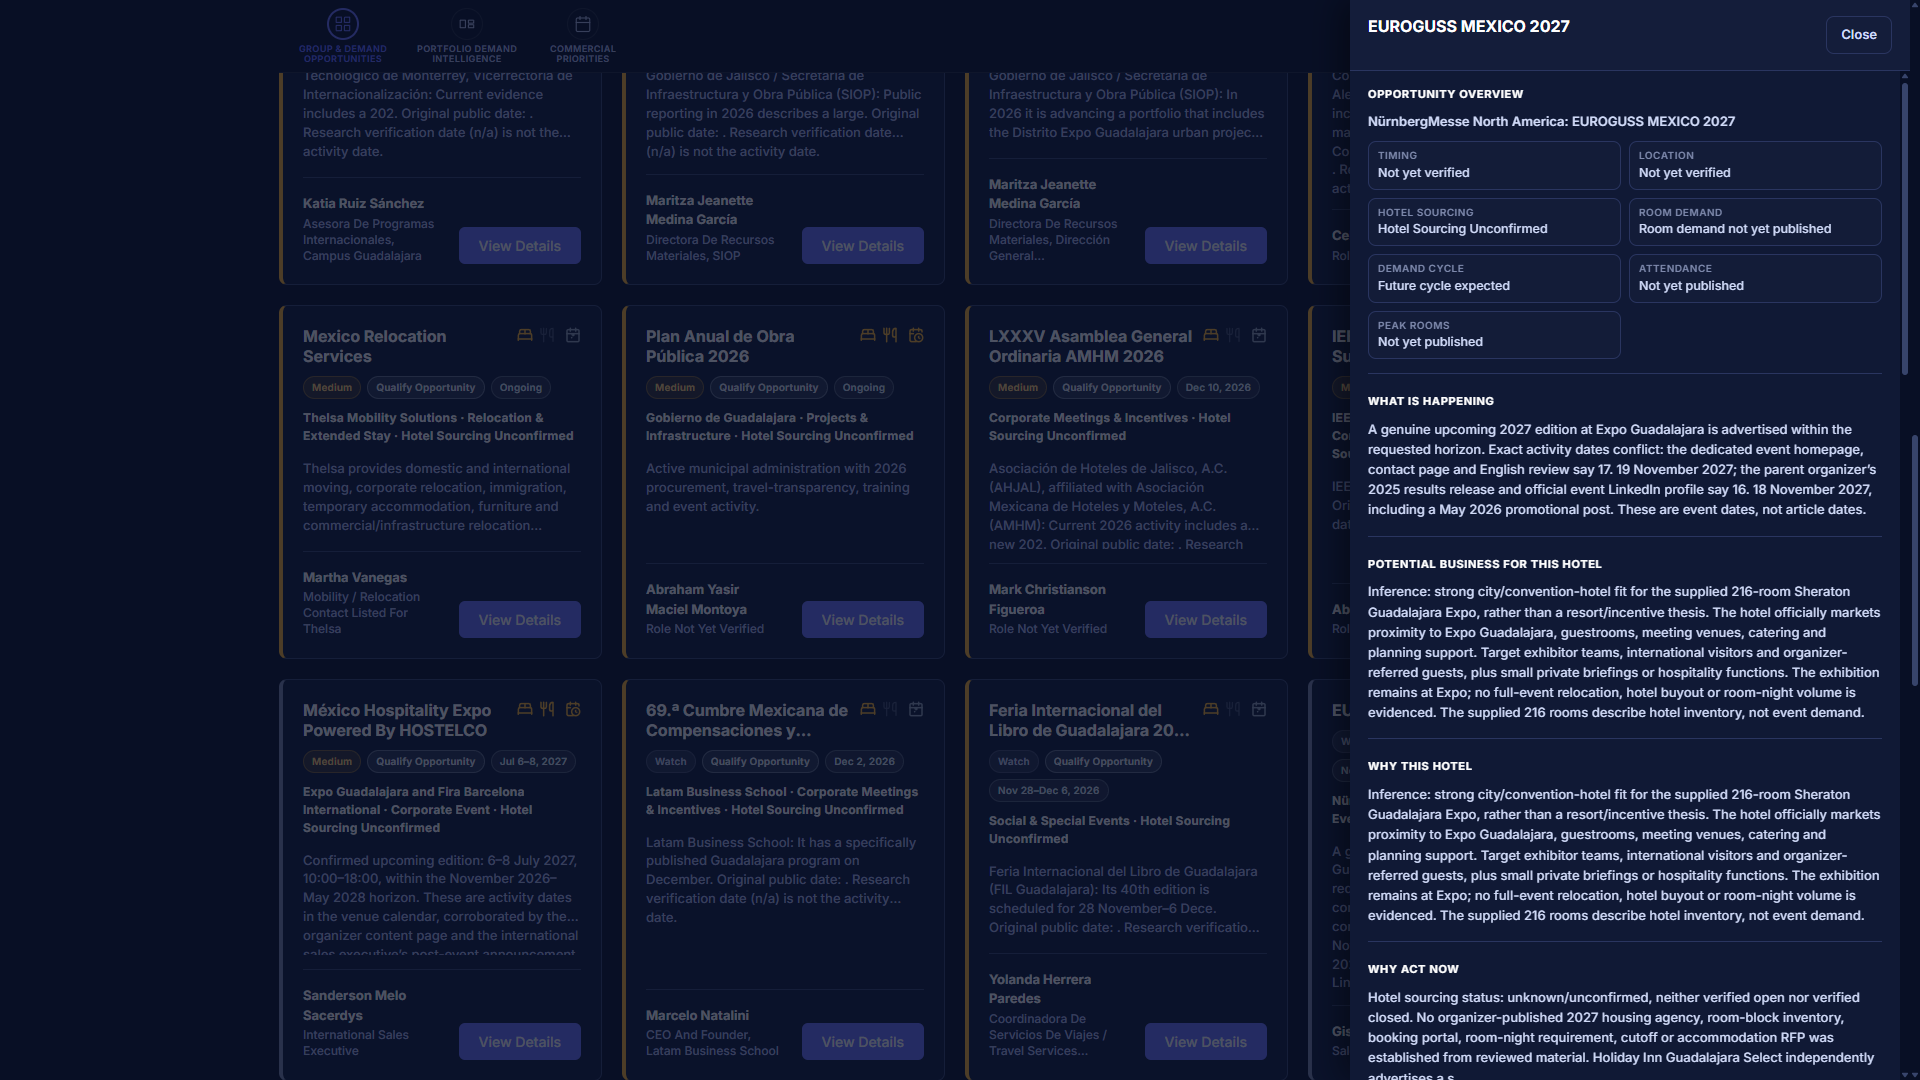 GROUP & DEMAND
OPPORTUNITIES
PORTFOLIO DEMAND
INTELLIGENCE
COMMERCIAL
PRIORITIES
Tecnológico de Monterrey, Vicerrectoría de
Internacionalización: Current evidence
includes a 202. Original public date: .
Research verification date (n/a) is not the...
activity date.
Katia Ruiz Sánchez
Asesora De Programas
Internacionales,
Campus Guadalajara
View Details
Gobierno de Jalisco / Secretaría de
Infraestructura y Obra Pública (SIOP): Public
reporting in 2026 describes a large. Original
public date: . Research verification date...
(n/a) is not the activity date.
Maritza Jeanette
Medina García
Directora De Recursos
Materiales, SIOP
View Details
Gobierno de Jalisco / Secretaría de
Infraestructura y Obra Pública (SIOP): In
2026 it is advancing a portfolio that includes
the Distrito Expo Guadalajara urban projec...
Maritza Jeanette
Medina García
Directora De Recursos
Materiales, Dirección
General...
View Details
Mexico Relocation
Services
Medium
Qualify Opportunity
Ongoing
Thelsa Mobility Solutions · Relocation &
Extended Stay · Hotel Sourcing Unconfirmed
Thelsa provides domestic and international
moving, corporate relocation, immigration,
temporary accommodation, furniture and
commercial/infrastructure relocation...
Martha Vanegas
Mobility / Relocation
Contact Listed For
Thelsa
View Details
Plan Anual de Obra
Pública 2026
Medium
Qualify Opportunity
Ongoing
Gobierno de Guadalajara · Projects &
Infrastructure · Hotel Sourcing Unconfirmed
Active municipal administration with 2026
procurement, travel-transparency, training
and event activity.
Abraham Yasir
Maciel Montoya
Role Not Yet Verified
View Details
LXXXV Asamblea General
Ordinaria AMHM 2026
Medium
Qualify Opportunity
Dec 10, 2026
Corporate Meetings & Incentives · Hotel
Sourcing Unconfirmed
Asociación de Hoteles de Jalisco, A.C.
(AHJAL), affiliated with Asociación
Mexicana de Hoteles y Moteles, A.C.
(AMHM): Current 2026 activity includes a...
new 202. Original public date: . Research
Mark Christianson
Figueroa
Role Not Yet Verified
View Details
México Hospitality Expo
Powered By HOSTELCO
Medium
Qualify Opportunity
Jul 6–8, 2027
Expo Guadalajara and Fira Barcelona
International · Corporate Event · Hotel
Sourcing Unconfirmed
Confirmed upcoming edition: 6–8 July 2027,
10:00–18:00, within the November 2026–
May 2028 horizon. These are activity dates
in the venue calendar, corroborated by the...
organizer content page and the international
sales executive's post-event announcement
Sanderson Melo
Sacerdys
International Sales
Executive
View Details
69.ª Cumbre Mexicana de
Compensaciones y...
Watch
Qualify Opportunity
Dec 2, 2026
Latam Business School · Corporate Meetings
& Incentives · Hotel Sourcing Unconfirmed
Latam Business School: It has a specifically
published Guadalajara program on
December. Original public date: . Research
verification date (n/a) is not the activity...
date.
Marcelo Natalini
CEO And Founder,
Latam Business School
View Details
Feria Internacional del
Libro de Guadalajara 20...
Watch
Qualify Opportunity
Nov 28–Dec 6, 2026
Social & Special Events · Hotel Sourcing
Unconfirmed
Feria Internacional del Libro de Guadalajara
(FIL Guadalajara): Its 40th edition is
scheduled for 28 November–6 Dece.
Original public date: . Research verificatio...
Yolanda Herrera
Paredes
Coordinadora De
Servicios De Viajes /
Travel Services...
View Details
EUROGUSS MEXICO 2027
Close
OPPORTUNITY OVERVIEW
NürnbergMesse North America: EUROGUSS MEXICO 2027
TIMING
Not yet verified
LOCATION
Not yet verified
HOTEL SOURCING
Hotel Sourcing Unconfirmed
ROOM DEMAND
Room demand not yet published
DEMAND CYCLE
Future cycle expected
ATTENDANCE
Not yet published
PEAK ROOMS
Not yet published
WHAT IS HAPPENING
A genuine upcoming 2027 edition at Expo Guadalajara is advertised within the
requested horizon. Exact activity dates conflict: the dedicated event homepage,
contact page and English review say 17. 19 November 2027; the parent organizer's
2025 results release and official event LinkedIn profile say 16. 18 November 2027,
including a May 2026 promotional post. These are event dates, not article dates.
POTENTIAL BUSINESS FOR THIS HOTEL
Inference: strong city/convention-hotel fit for the supplied 216-room Sheraton
Guadalajara Expo, rather than a resort/incentive thesis. The hotel officially markets
proximity to Expo Guadalajara, guestrooms, meeting venues, catering and
planning support. Target exhibitor teams, international visitors and organizer-
referred guests, plus small private briefings or hospitality functions. The exhibition
remains at Expo; no full-event relocation, hotel buyout or room-night volume is
evidenced. The supplied 216 rooms describe hotel inventory, not event demand.
WHY THIS HOTEL
Inference: strong city/convention-hotel fit for the supplied 216-room Sheraton
Guadalajara Expo, rather than a resort/incentive thesis. The hotel officially markets
proximity to Expo Guadalajara, guestrooms, meeting venues, catering and
planning support. Target exhibitor teams, international visitors and organizer-
referred guests, plus small private briefings or hospitality functions. The exhibition
remains at Expo; no full-event relocation, hotel buyout or room-night volume is
evidenced. The supplied 216 rooms describe hotel inventory, not event demand.
WHY ACT NOW
Hotel sourcing status: unknown/unconfirmed, neither verified open nor verified
closed. No organizer-published 2027 housing agency, room-block inventory,
booking portal, room-night requirement, cutoff or accommodation RFP was
established from reviewed material. Holiday Inn Guadalajara Select independently
advertises a s